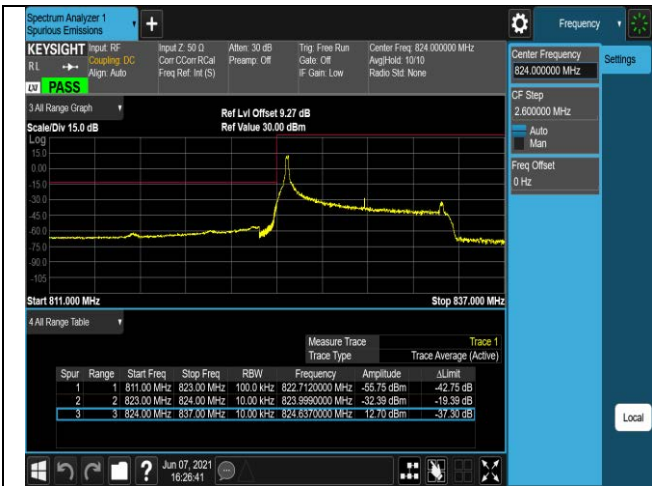 Spectrum Analyzer 1
Spurious Emissions
+
Frequency
KEYSIGHT Input: RF Input Z: 50 Ω Atten: 30 dB Trig: Free Run Center Freq: 824.000000 MHz
RL Coupling: DC Corr CCorr RCal Preamp: Off Gate: Off Avg|Hold: 10/10
Align: Auto Freq Ref: Int (S) IF Gain: Low Radio Std: None
LXI PASS
Center Frequency
824.000000 MHz
Settings
CF Step
2.600000 MHz
Auto
Man
Freq Offset
0 Hz
3 All Range Graph
Ref Lvl Offset 9.27 dB
Scale/Div 15.0 dB Ref Value 30.00 dBm
Log
15.0
0.00
-15.0
-30.0
-45.0
-60.0
-75.0
-90.0
-105
Start 811.000 MHz Stop 837.000 MHz
4 All Range Table
Measure Trace Trace 1
Trace Type Trace Average (Active)
Spur Range Start Freq Stop Freq RBW Frequency Amplitude ΔLimit
1 1 811.00 MHz 823.00 MHz 100.0 kHz 822.7120000 MHz -55.75 dBm -42.75 dB
2 2 823.00 MHz 824.00 MHz 10.00 kHz 823.9990000 MHz -32.39 dBm -19.39 dB
3 3 824.00 MHz 837.00 MHz 10.00 kHz 824.6370000 MHz 12.70 dBm -37.30 dB
Local
? Jun 07, 2021
16:26:41